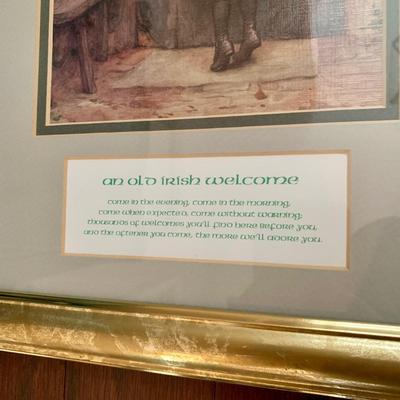 an old irish welcome
come in the evening, come in the morning,
come when expected, come without warning;
thousands of welcomes you'll find here before you,
and the oftener you come, the more we'll adore you.